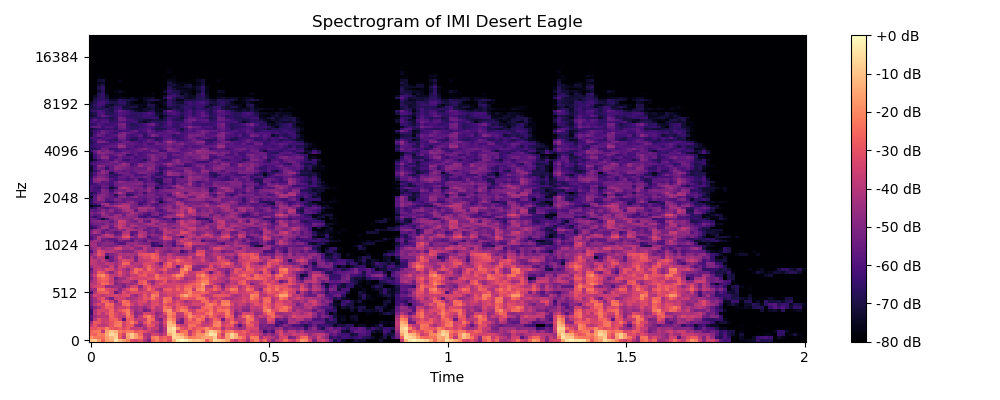 Spectrogram of IMI Desert Eagle
Hz
16384
8192
4096
2048
1024
512
0
0
0.5
1
1.5
2
Time
+0 dB
-10 dB
-20 dB
-30 dB
-40 dB
-50 dB
-60 dB
-70 dB
-80 dB